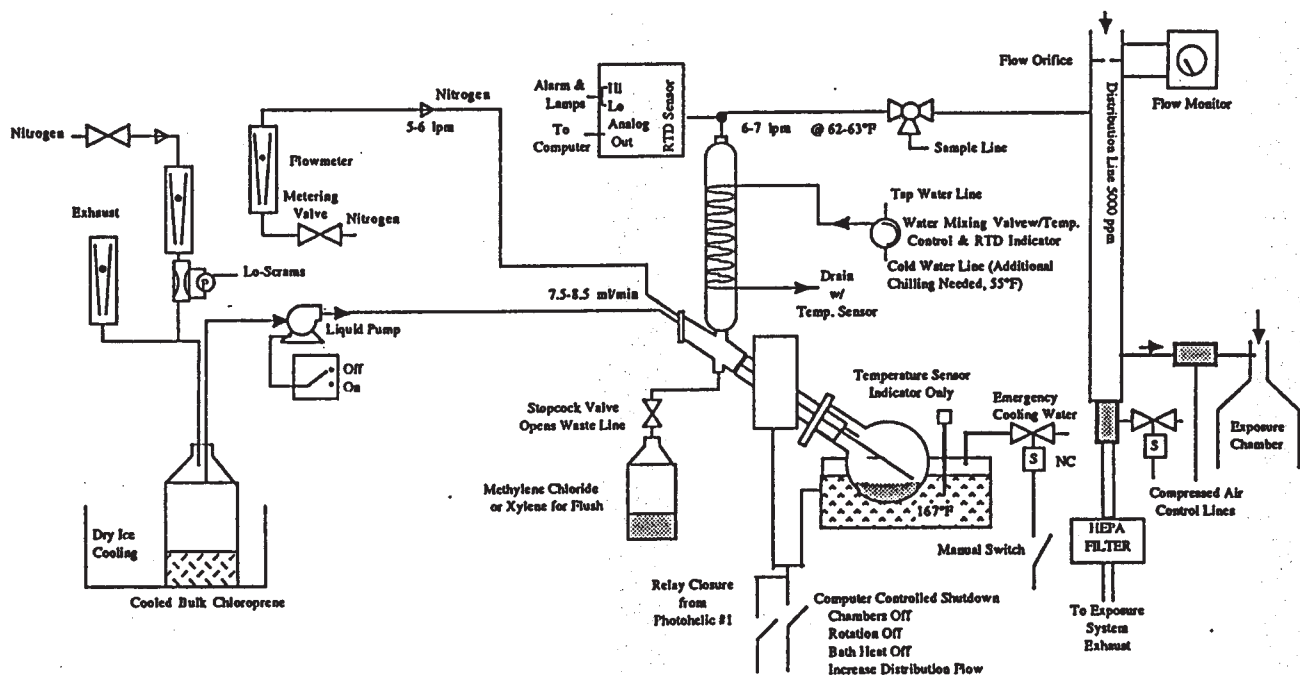 Flow Orifice
Flow Monitor
Distribution Line 5000 ppm
Alarm &
Lamps
Hi
Lo
Analog
Out
RTD Sensor
To
Computer
Nitrogen
5-6 lpm
6-7 lpm @ 62-63°F
Sample Line
Nitrogen
Flowmeter
Metering
Valve
Nitrogen
Exhaust
Lo-Scrams
Tap Water Line
Water Mixing Valvew/Temp.
Control & RTD Indicator
Cold Water Line (Additional
Chilling Needed, 55°F)
Drain
w/
Temp. Sensor
7.5-8.5 ml/min
Liquid Pump
Off
On
Stopcock Valve
Opens Waste Line
Temperature Sensor
Indicator Only
Emergency
Cooling Water
S
NC
S
Exposure
Chamber
Methylene Chloride
or Xylene for Flush
167°F
Compressed Air
Control Lines
Dry Ice
Cooling
Cooled Bulk Chloroprene
Manual Switch
HEPA
FILTER
Relay Closure
from
Photohelic #1
Computer Controlled Shutdown
Chambers Off
Rotation Off
Bath Heat Off
Increase Distribution Flow
To Exposure
System
Exhaust